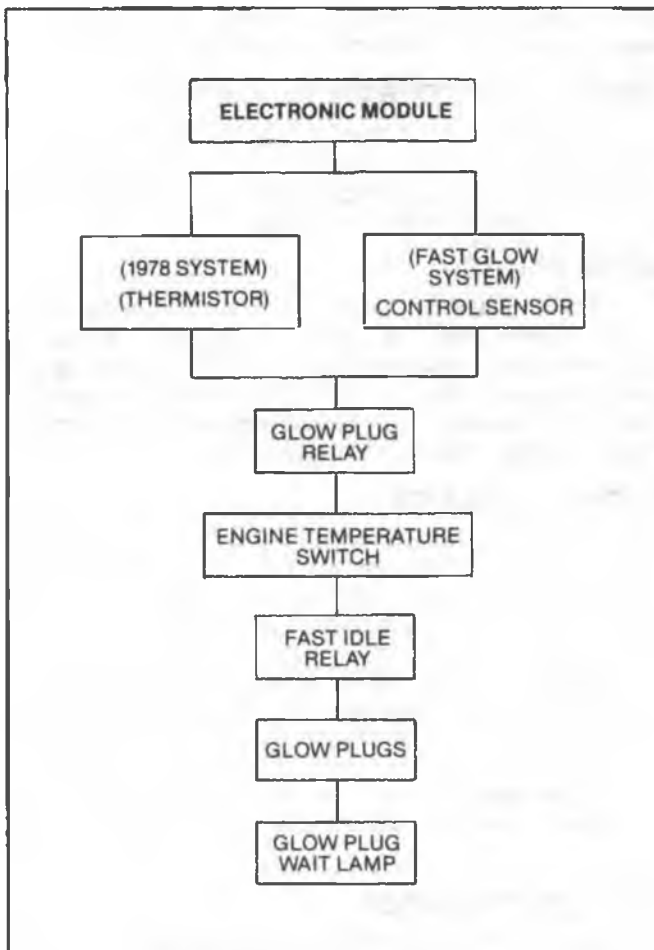 ELECTRONIC MODULE
(1978 SYSTEM)
(THERMISTOR)
(FAST GLOW
SYSTEM)
CONTROL SENSOR
GLOW PLUG
RELAY
ENGINE TEMPERATURE
SWITCH
FAST IDLE
RELAY
GLOW PLUGS
GLOW PLUG
WAIT LAMP